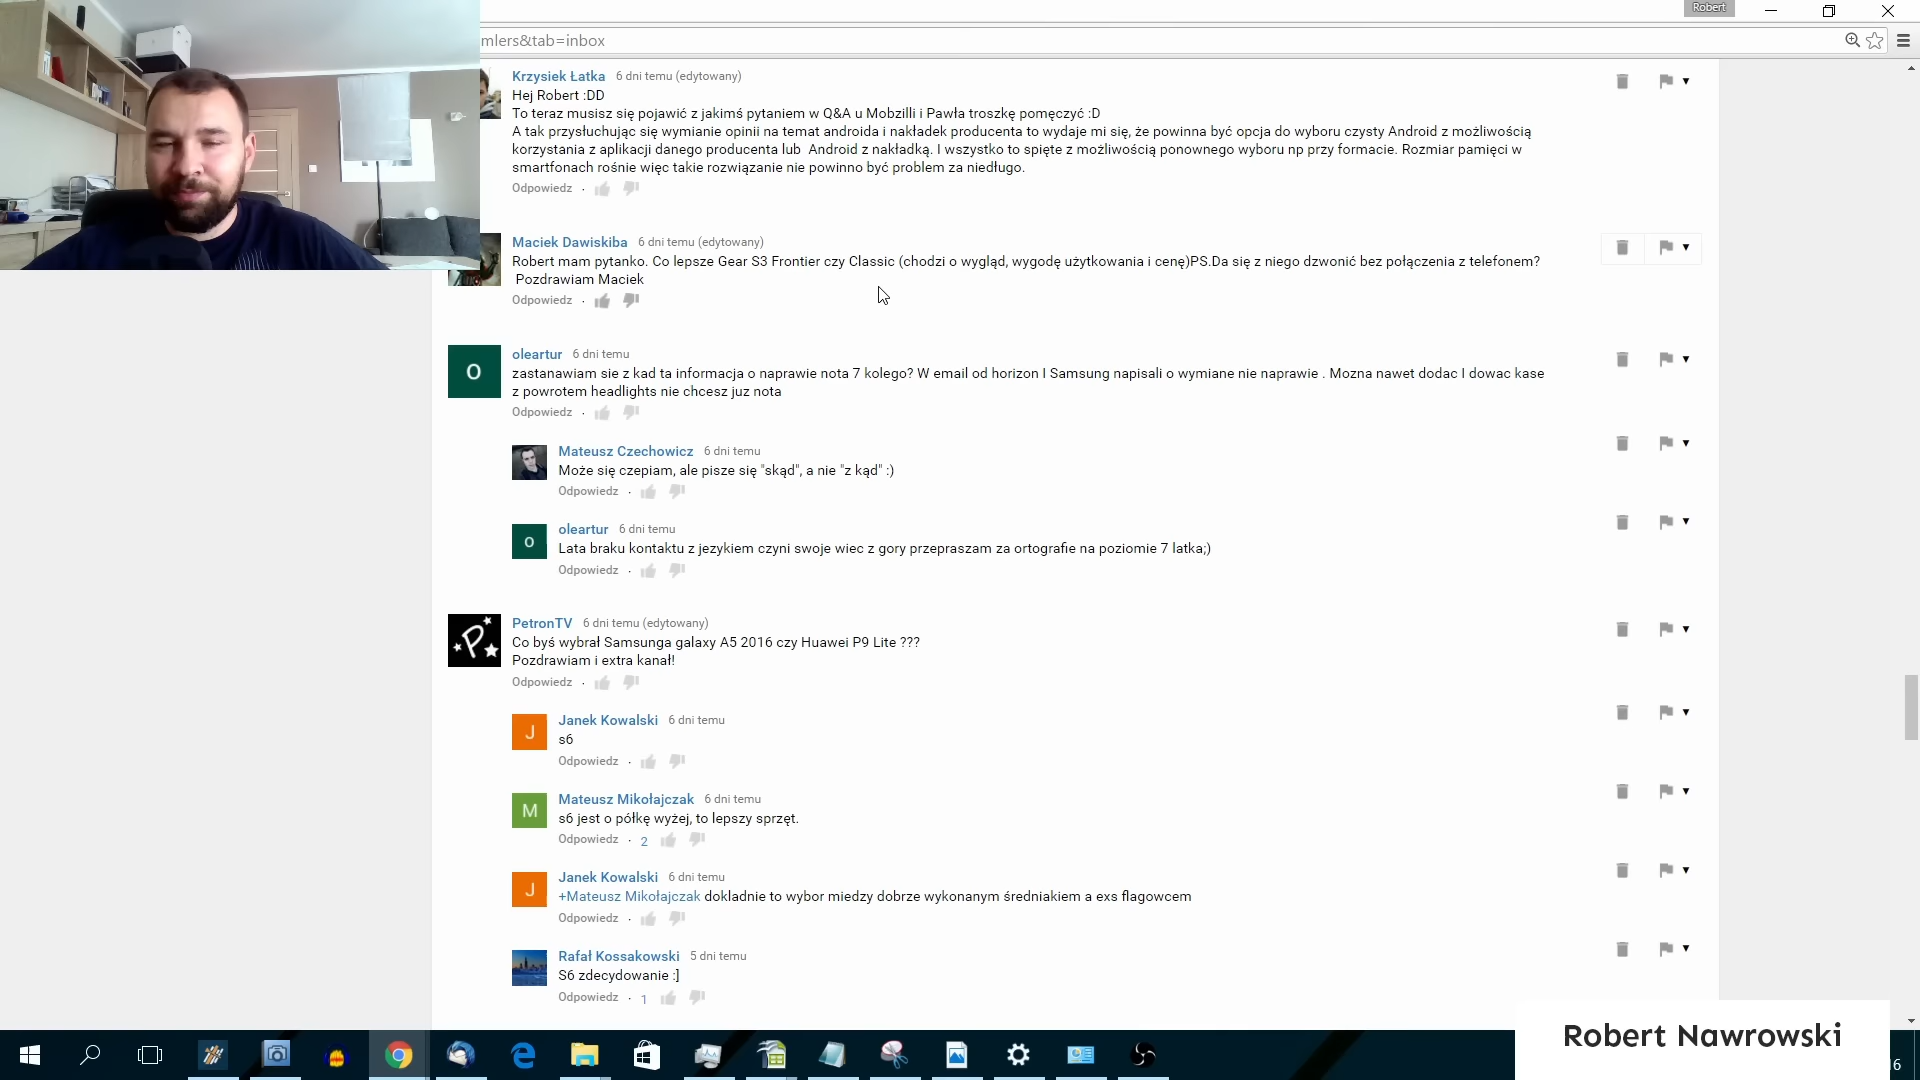 Robert
mlers&tab=inbox
Krzysiek Łatka 6 dni temu (edytowany)
Hej Robert :DD
To teraz musisz się pojawić z jakimś pytaniem w Q&A u Mobzilli i Pawła troszkę pomęczyć :D
A tak przysłuchując się wymianie opinii na temat androida i nakładek producenta to wydaje mi się, że powinna być opcja do wyboru czysty Android z możliwością
korzystania z aplikacji danego producenta lub  Android z nakładką. I wszystko to spięte z możliwością ponownego wyboru np przy formacie. Rozmiar pamięci w
smartfonach rośnie więc takie rozwiązanie nie powinno być problem za niedługo.
Odpowiedz ·
Maciek Dawiskiba 6 dni temu (edytowany)
Robert mam pytanko. Co lepsze Gear S3 Frontier czy Classic (chodzi o wygląd, wygodę użytkowania i cenę)PS.Da się z niego dzwonić bez połączenia z telefonem?
Pozdrawiam Maciek
Odpowiedz ·
o
oleartur 6 dni temu
zastanawiam sie z kad ta informacja o naprawie nota 7 kolego? W email od horizon I Samsung napisali o wymiane nie naprawie . Mozna nawet dodac I dowac kase
z powrotem headlights nie chcesz juz nota
Odpowiedz ·
Mateusz Czechowicz 6 dni temu
Może się czepiam, ale pisze się "skąd", a nie "z kąd" :)
Odpowiedz ·
o
oleartur 6 dni temu
Lata braku kontaktu z jezykiem czyni swoje wiec z gory przepraszam za ortografie na poziomie 7 latka;)
Odpowiedz ·
P
PetronTV 6 dni temu (edytowany)
Co byś wybrał Samsunga galaxy A5 2016 czy Huawei P9 Lite ???
Pozdrawiam i extra kanał!
Odpowiedz ·
J
Janek Kowalski 6 dni temu
s6
Odpowiedz ·
M
Mateusz Mikołajczak 6 dni temu
s6 jest o półkę wyżej, to lepszy sprzęt.
Odpowiedz · 2
J
Janek Kowalski 6 dni temu
+Mateusz Mikołajczak dokladnie to wybor miedzy dobrze wykonanym średniakiem a exs flagowcem
Odpowiedz ·
Rafał Kossakowski 5 dni temu
S6 zdecydowanie :]
Odpowiedz · 1
Robert Nawrowski
16